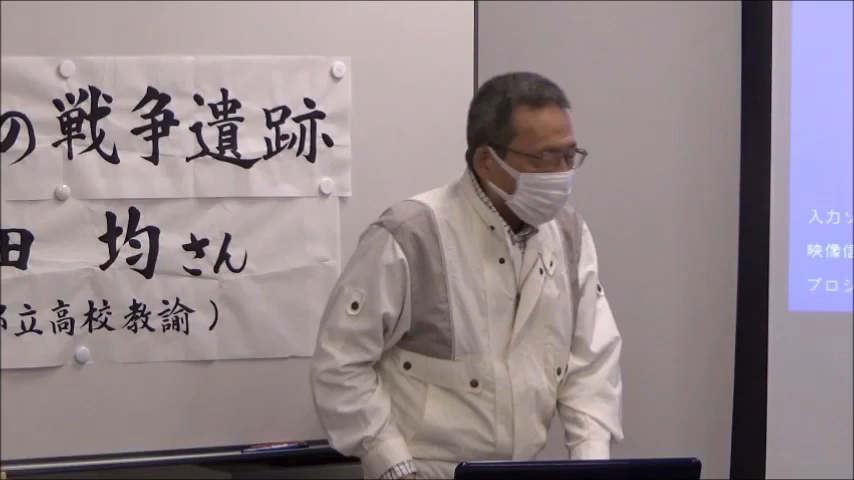 の戦争遺跡
田 均さん
立高校教諭）
入力ソ
映像信
プロジ